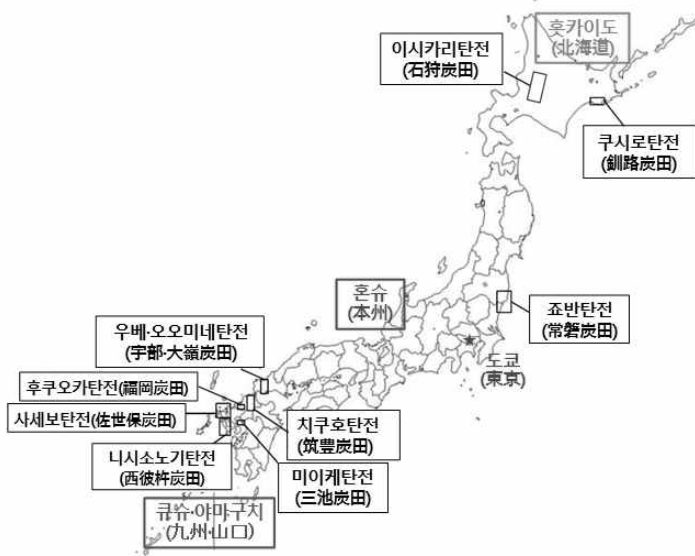 홋카이도
(北海道)
이시카리탄전
(石狩炭田)
쿠시로탄전
(釧路炭田)
혼슈
(本州)
죠반탄전
(常磐炭田)
우베·오오미네탄전
(宇部·大嶺炭田)
도쿄
(東京)
후쿠오카탄전(福岡炭田)
사세보탄전(佐世保炭田)
치쿠호탄전
(筑豊炭田)
니시소노기탄전
(西彼杵炭田)
미이케탄전
(三池炭田)
큐슈·야마구치
(九州·山口)